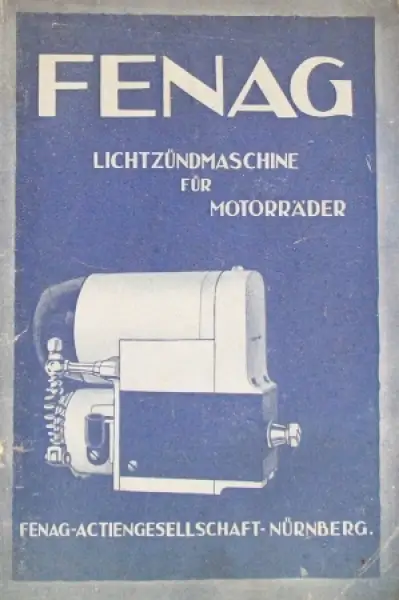 FENAG
LICHTZÜNDMASCHINE
FÜR
MOTORRÄDER
FENAG-ACTIENGESELLSCHAFT-NÜRNBERG.